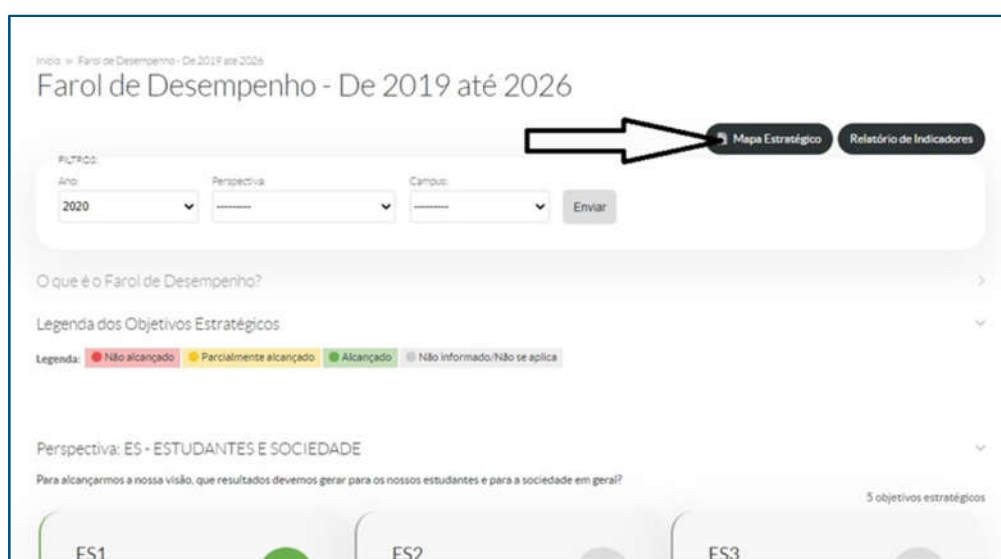 Início » Farol de Desempenho - De 2019 até 2026
Farol de Desempenho - De 2019 até 2026
Mapa Estratégico Relatório de Indicadores
FILTROS:
Ano: Perspectiva: Campus:
2020 --------- --------- Enviar
O que é o Farol de Desempenho?
Legenda dos Objetivos Estratégicos
Legenda: Não alcançado Parcialmente alcançado Alcançado Não informado/Não se aplica
Perspectiva: ES - ESTUDANTES E SOCIEDADE
Para alcançarmos a nossa visão, que resultados devemos gerar para os nossos estudantes e para a sociedade em geral?
5 objetivos estratégicos
ES1 ES2 ES3